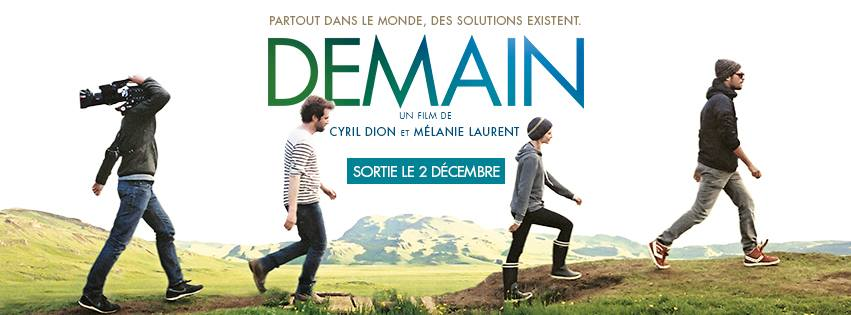 PARTOUT DANS LE MONDE, DES SOLUTIONS EXISTENT.
DEMAIN
UN FILM DE
CYRIL DION ET MÉLANIE LAURENT
SORTIE LE 2 DÉCEMBRE